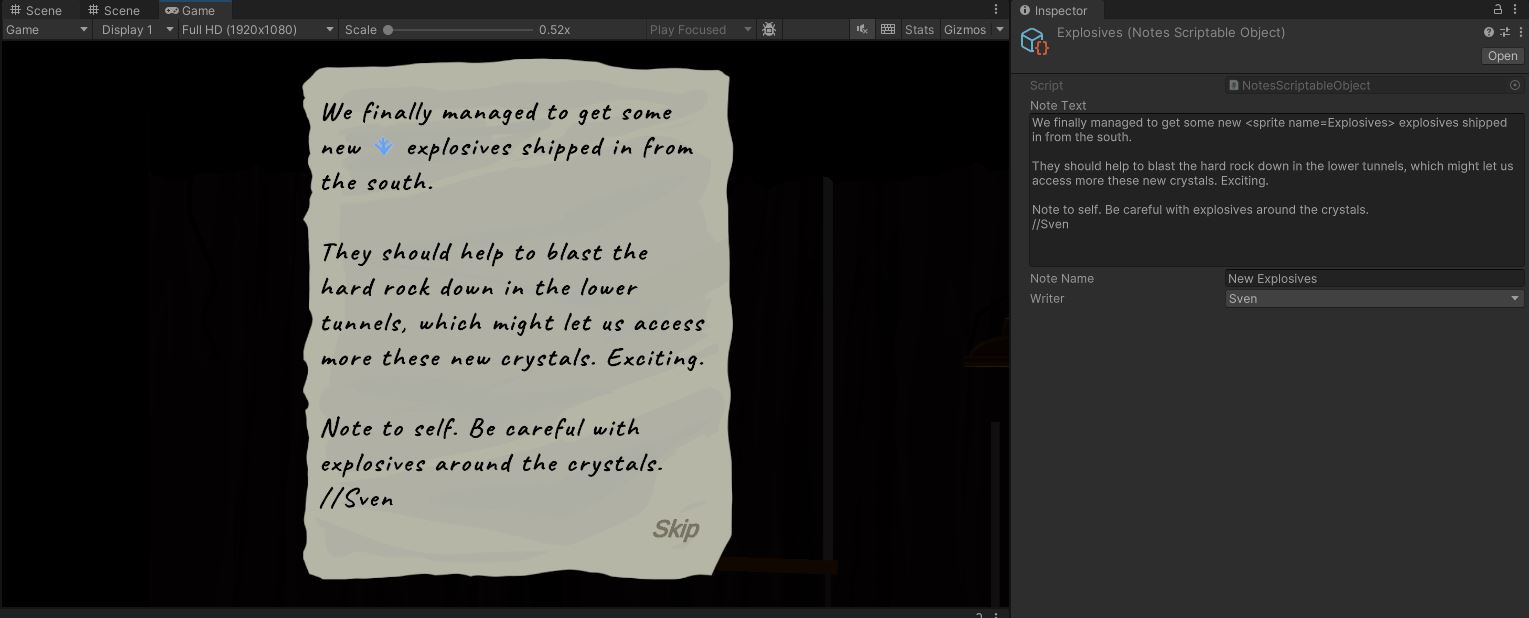 Scene
Scene
Game
Game
Display 1
Full HD (1920x1080)
Scale
0.52x
Play Focused
Stats
Gizmos
We finally managed to get some
new explosives shipped in from
the south.
They should help to blast the
hard rock down in the lower
tunnels, which might let us access
more these new crystals. Exciting.
Note to self. Be careful with
explosives around the crystals.
//Sven
Skip
Inspector
Explosives (Notes Scriptable Object)
Open
Script
NotesScriptableObject
Note Text
We finally managed to get some new <sprite name=Explosives> explosives shipped
in from the south.
They should help to blast the hard rock down in the lower tunnels, which might let us
access more these new crystals. Exciting.
Note to self. Be careful with explosives around the crystals.
//Sven
Note Name
New Explosives
Writer
Sven